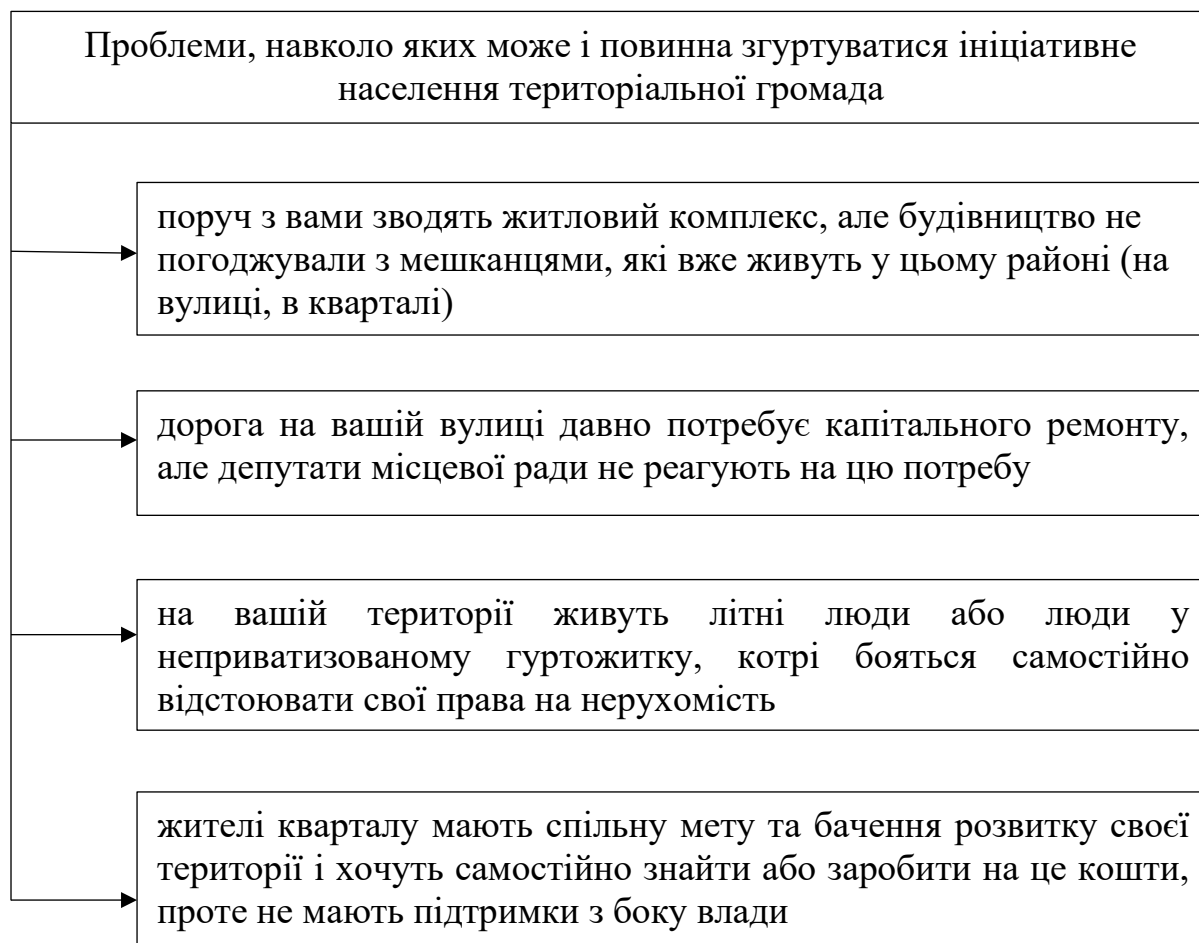 Проблеми, навколо яких може і повинна згуртуватися ініціативне
населення територіальної громада
поруч з вами зводять житловий комплекс, але будівництво не
погоджували з мешканцями, які вже живуть у цьому районі (на
вулиці, в кварталі)
дорога на вашій вулиці давно потребує капітального ремонту,
але депутати місцевої ради не реагують на цю потребу
на вашій території живуть літні люди або люди у
неприватизованому гуртожитку, котрі бояться самостійно
відстоювати свої права на нерухомість
жителі кварталу мають спільну мету та бачення розвитку своєї
території і хочуть самостійно знайти або заробити на це кошти,
проте не мають підтримки з боку влади